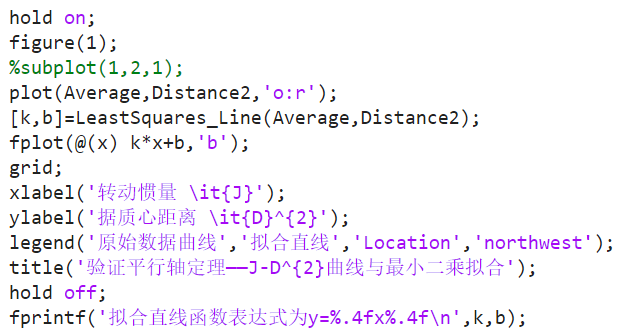 hold on;
figure(1);
%subplot(1,2,1);
plot(Average,Distance2,'o:r');
[k,b]=LeastSquares_Line(Average,Distance2);
fplot(@(x) k*x+b,'b');
grid;
xlabel('转动惯量 \it{J}');
ylabel('据质心距离 \it{D}^{2}');
legend('原始数据曲线','拟合直线','Location','northwest');
title('验证平行轴定理——J-D^{2}曲线与最小二乘拟合');
hold off;
fprintf('拟合直线函数表达式为y=%.4fx%.4f\n',k,b);